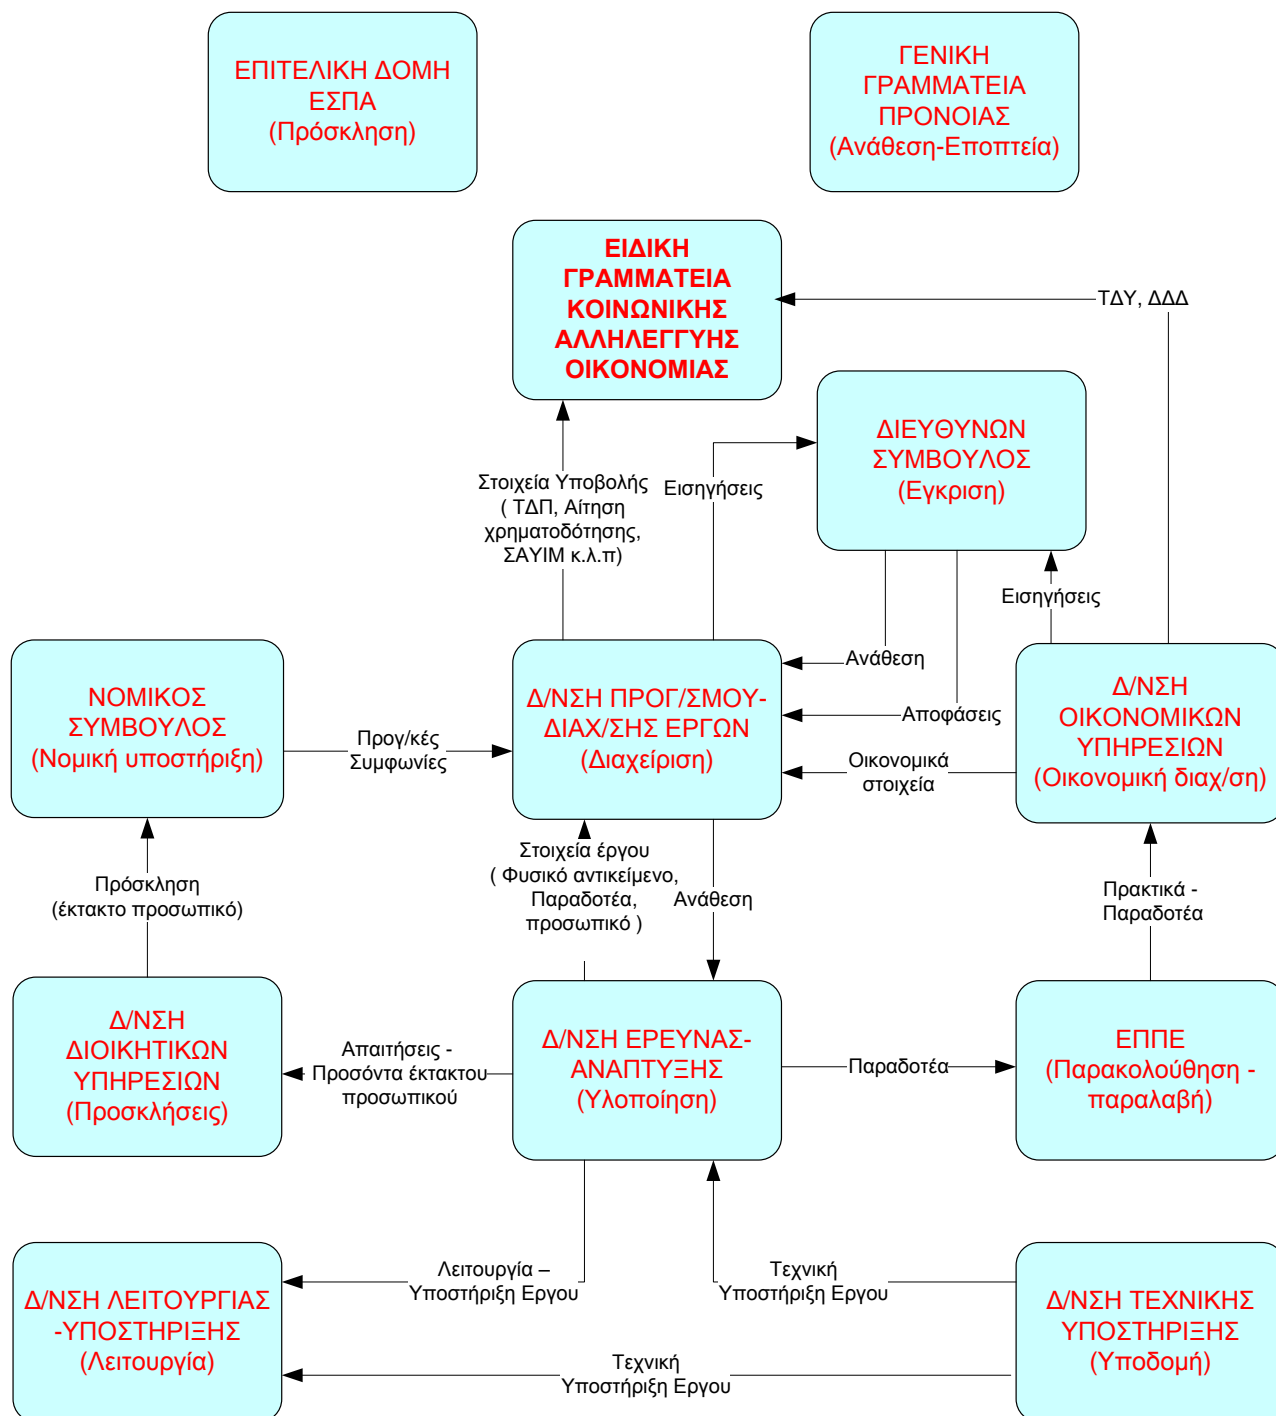 ΕΠΙΤΕΛΙΚΗ ΔΟΜΗ
ΕΣΠΑ
(Πρόσκληση)
ΓΕΝΙΚΗ
ΓΡΑΜΜΑΤΕΙΑ
ΠΡΟΝΟΙΑΣ
(Ανάθεση-Εποπτεία)
ΕΙΔΙΚΗ
ΓΡΑΜΜΑΤΕΙΑ
ΚΟΙΝΩΝΙΚΗΣ
ΑΛΛΗΛΕΓΓΥΗΣ
ΟΙΚΟΝΟΜΙΑΣ
ΤΔΥ, ΔΔΔ
ΔΙΕΥΘΥΝΩΝ
ΣΥΜΒΟΥΛΟΣ
(Εγκριση)
Στοιχεία Υποβολής
( ΤΔΠ, Αίτηση
χρηματοδότησης,
ΣΑΥΙΜ κ.λ.π)
Εισηγήσεις
Εισηγήσεις
Ανάθεση
Αποφάσεις
ΝΟΜΙΚΟΣ
ΣΥΜΒΟΥΛΟΣ
(Νομική υποστήριξη)
Προγ/κές
Συμφωνίες
Δ/ΝΣΗ ΠΡΟΓ/ΣΜΟΥ-
ΔΙΑΧ/ΣΗΣ ΕΡΓΩΝ
(Διαχείριση)
Οικονομικά
στοιχεία
Δ/ΝΣΗ
ΟΙΚΟΝΟΜΙΚΩΝ
ΥΠΗΡΕΣΙΩΝ
(Οικονομική διαχ/ση)
Πρόσκληση
(έκτακτο προσωπικό)
Στοιχεία έργου
( Φυσικό αντικείμενο,
Παραδοτέα,
προσωπικό )
Ανάθεση
Πρακτικά -
Παραδοτέα
Δ/ΝΣΗ
ΔΙΟΙΚΗΤΙΚΩΝ
ΥΠΗΡΕΣΙΩΝ
(Προσκλήσεις)
Απαιτήσεις -
Προσόντα έκτακτου
προσωπικού
Δ/ΝΣΗ ΕΡΕΥΝΑΣ-
ΑΝΑΠΤΥΞΗΣ
(Υλοποίηση)
Παραδοτέα
ΕΠΠΕ
(Παρακολούθηση -
παραλαβή)
Δ/ΝΣΗ ΛΕΙΤΟΥΡΓΙΑΣ
-ΥΠΟΣΤΗΡΙΞΗΣ
(Λειτουργία)
Λειτουργία –
Υποστήριξη Εργου
Τεχνική
Υποστήριξη Εργου
Τεχνική
Υποστήριξη Εργου
Δ/ΝΣΗ ΤΕΧΝΙΚΗΣ
ΥΠΟΣΤΗΡΙΞΗΣ
(Υποδομή)